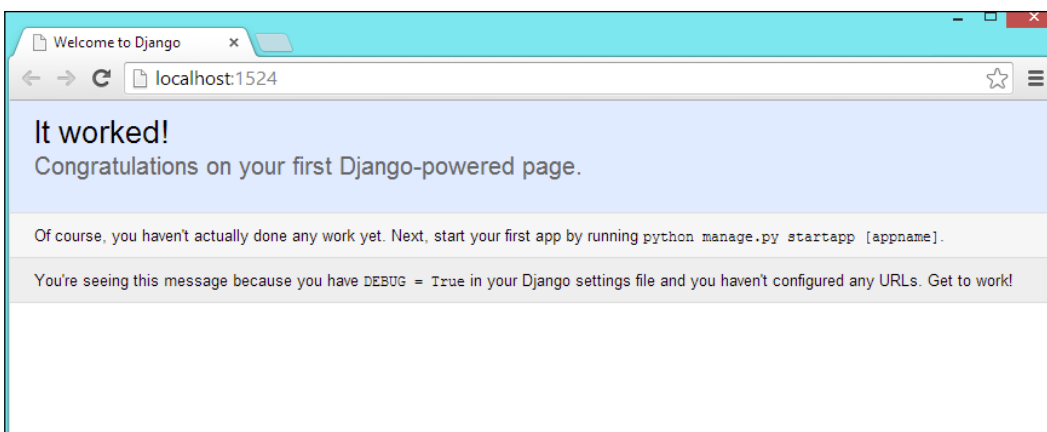 Welcome to Django
localhost:1524
It worked!
Congratulations on your first Django-powered page.
Of course, you haven't actually done any work yet. Next, start your first app by running python manage.py startapp [appname].
You're seeing this message because you have DEBUG = True in your Django settings file and you haven't configured any URLs. Get to work!